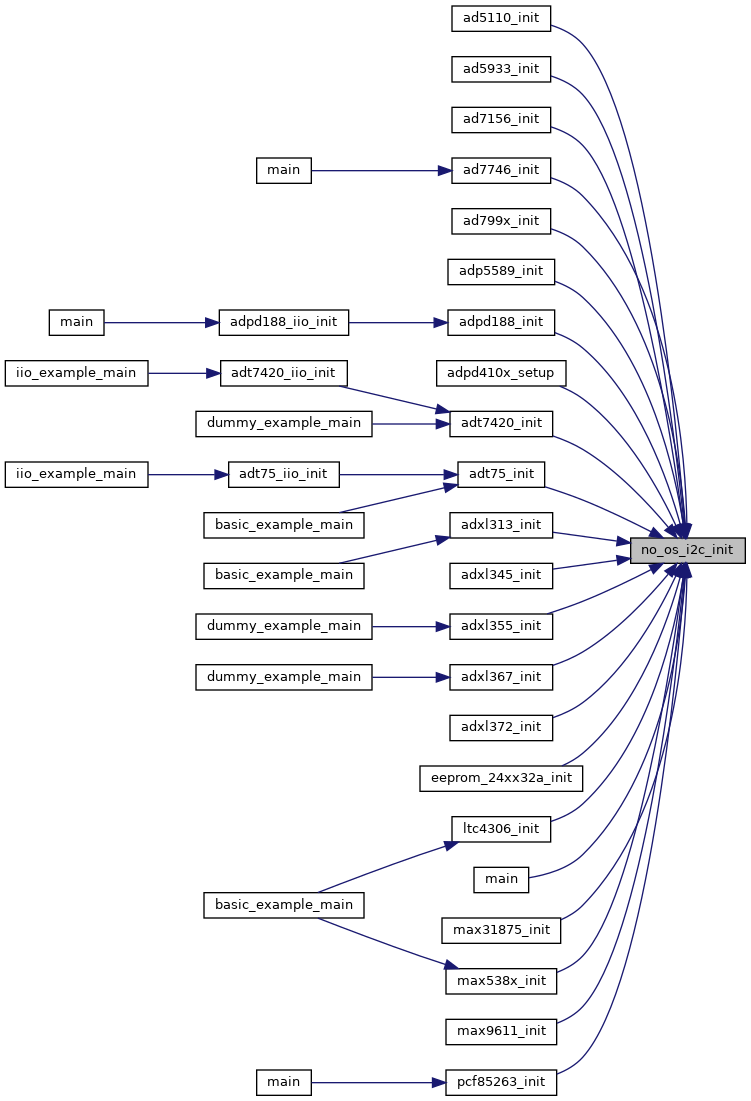 ad5110_init
ad5933_init
ad7156_init
main
ad7746_init
ad799x_init
adp5589_init
main
adpd188_iio_init
adpd188_init
iio_example_main
adt7420_iio_init
adpd410x_setup
dummy_example_main
adt7420_init
iio_example_main
adt75_iio_init
adt75_init
basic_example_main
adxl313_init
no_os_i2c_init
basic_example_main
adxl345_init
dummy_example_main
adxl355_init
dummy_example_main
adxl367_init
adxl372_init
eeprom_24xx32a_init
ltc4306_init
main
basic_example_main
max31875_init
max538x_init
max9611_init
main
pcf85263_init